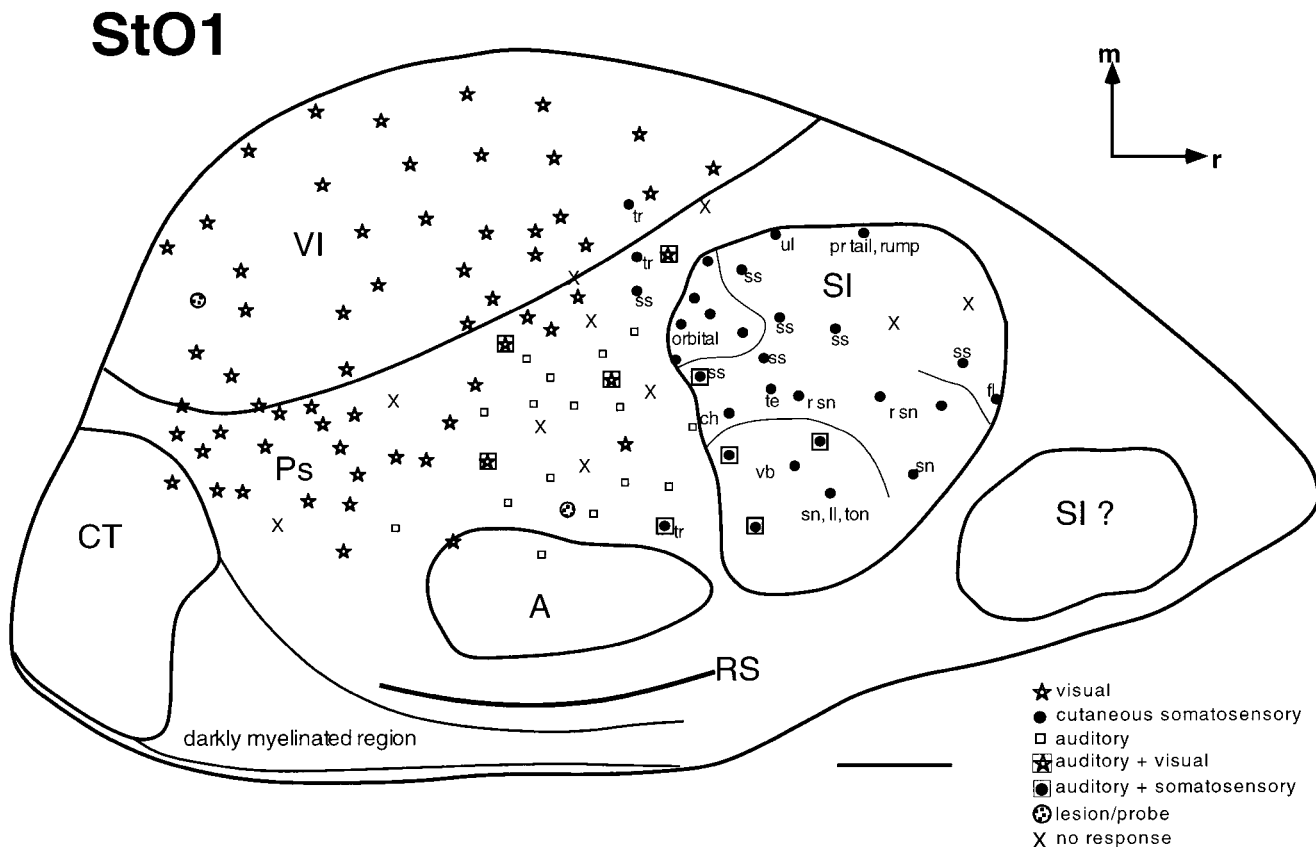 StO1
m
r
VI
tr
X
tr
X
ss
X
ul
pr tail, rump
ss
SI
X
X
orbital
ss
ss
ss
ss
ss
fl
X
X
te
r sn
r sn
ch
X
X
vb
sn
sn, ll, ton
Ps
X
tr
CT
A
SI ?
RS
darkly myelinated region
visual
cutaneous somatosensory
auditory
auditory + visual
auditory + somatosensory
lesion/probe
X no response